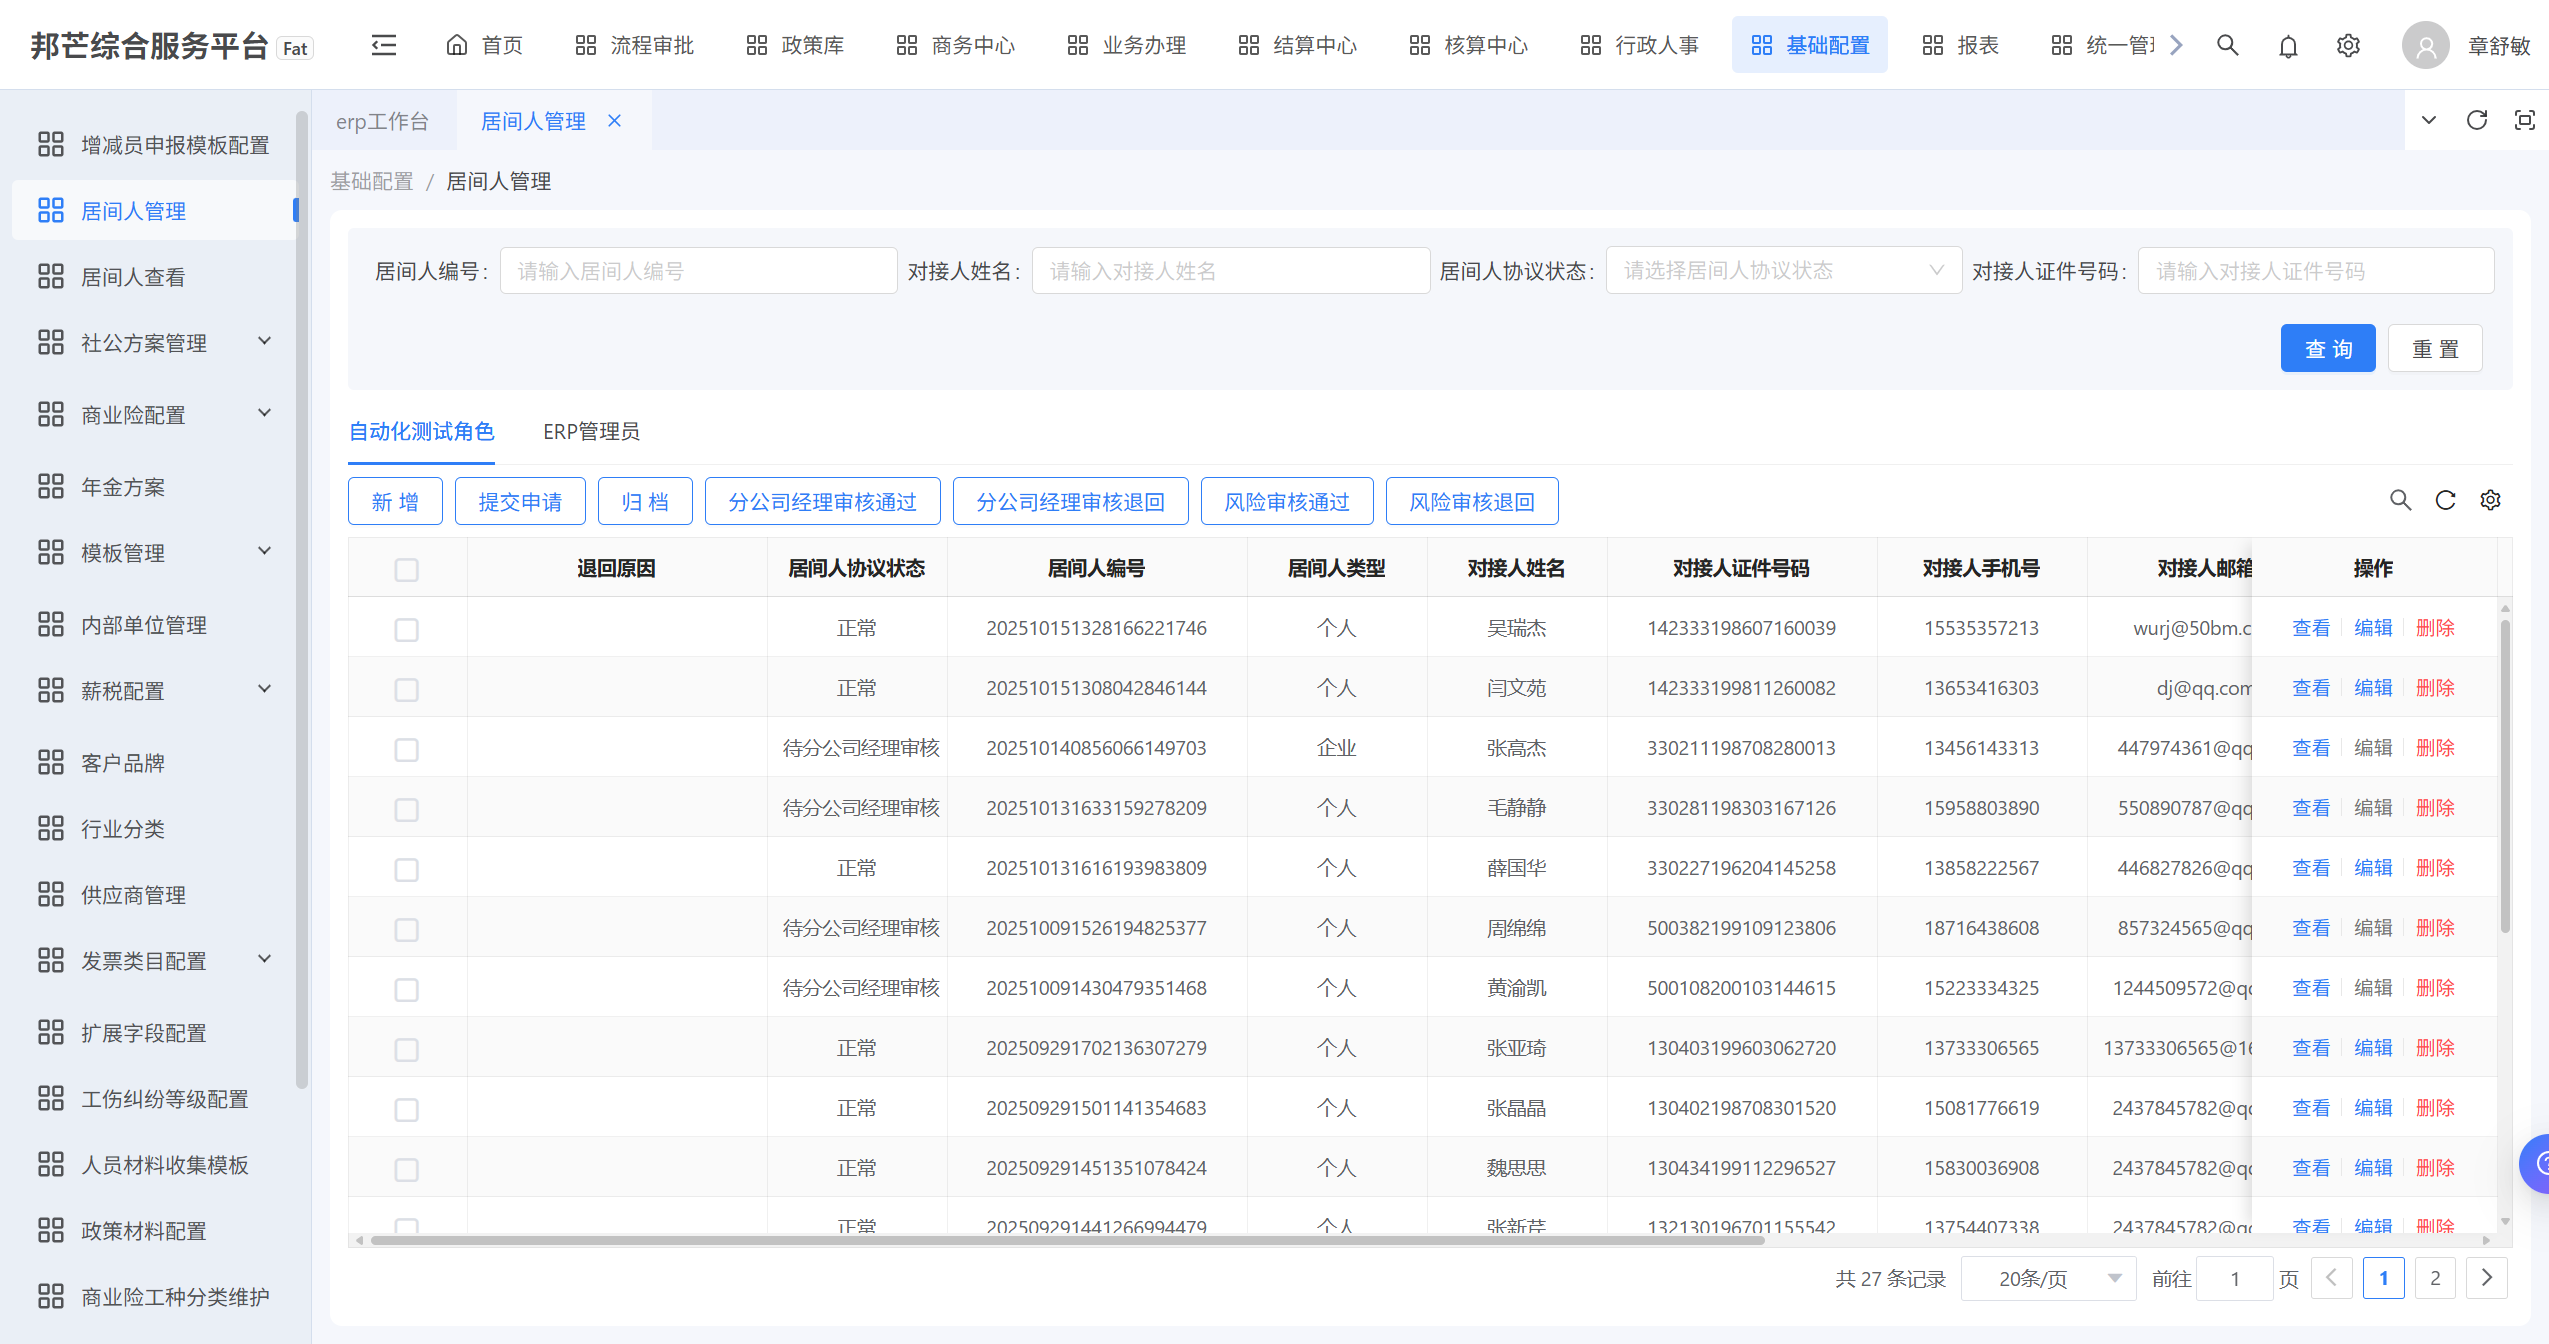 邦芒综合服务平台 Fat
首页 流程审批 政策库 商务中心 业务办理 结算中心 核算中心 行政人事 基础配置 报表 统一管 章舒敏
增减员申报模板配置
居间人管理
居间人查看
社公方案管理
商业险配置
年金方案
模板管理
内部单位管理
薪税配置
客户品牌
行业分类
供应商管理
发票类目配置
扩展字段配置
工伤纠纷等级配置
人员材料收集模板
政策材料配置
商业险工种分类维护
erp工作台 居间人管理
基础配置 / 居间人管理
居间人编号: 请输入居间人编号 对接人姓名: 请输入对接人姓名 居间人协议状态: 请选择居间人协议状态 对接人证件号码: 请输入对接人证件号码
查 询 重 置
自动化测试角色 ERP管理员
新 增 提交申请 归 档 分公司经理审核通过 分公司经理审核退回 风险审核通过 风险审核退回
退回原因 居间人协议状态 居间人编号 居间人类型 对接人姓名 对接人证件号码 对接人手机号 对接人邮箱 操作
正常 202510151328166221746 个人 吴瑞杰 142333198607160039 15535357213 wurj@50bm.c 查看 编辑 删除
正常 202510151308042846144 个人 闫文苑 142333199811260082 13653416303 dj@qq.com 查看 编辑 删除
待分公司经理审核 202510140856066149703 企业 张高杰 330211198708280013 13456143313 447974361@qq 查看 编辑 删除
待分公司经理审核 202510131633159278209 个人 毛静静 330281198303167126 15958803890 550890787@qq 查看 编辑 删除
正常 202510131616193983809 个人 薛国华 330227196204145258 13858222567 446827826@qq 查看 编辑 删除
待分公司经理审核 202510091526194825377 个人 周绵绵 500382199109123806 18716438608 857324565@qq 查看 编辑 删除
待分公司经理审核 202510091430479351468 个人 黄渝凯 500108200103144615 15223334325 1244509572@qq 查看 编辑 删除
正常 202509291702136307279 个人 张亚琦 130403199603062720 13733306565 13733306565@16 查看 编辑 删除
正常 202509291501141354683 个人 张晶晶 130402198708301520 15081776619 2437845782@qq 查看 编辑 删除
正常 202509291451351078424 个人 魏思思 130434199112296527 15830036908 2437845782@qq 查看 编辑 删除
正常 202509291441266994479 个人 张新芹 132130196701155542 13754407338 2437845782@qq 查看 编辑 删除
共 27 条记录 20条/页 前往 1 页 1 2